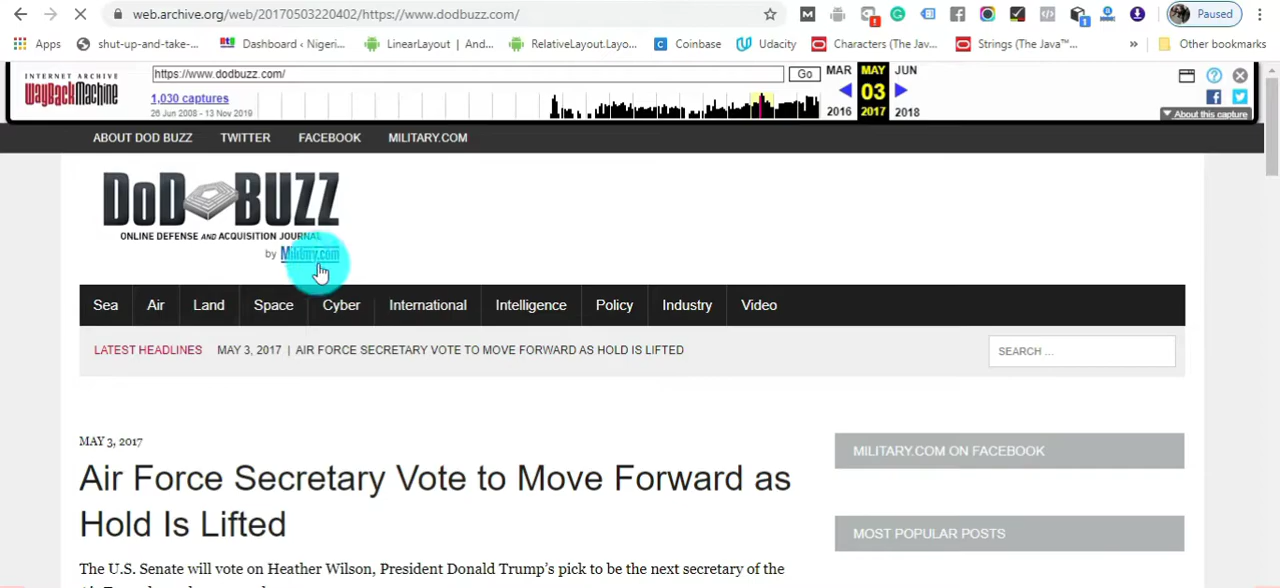 web.archive.org/web/20170503220402/https://www.dodbuzz.com/ Paused
Apps shut-up-and-take-... Dashboard ‹ Nigeri... LinearLayout | And... RelativeLayout.Layo... Coinbase Udacity Characters (The Jav... Strings (The Java™... » Other bookmarks
INTERNET ARCHIVE
WayBackMachine
https://www.dodbuzz.com/ Go MAR MAY JUN
1,030 captures 03
26 Jun 2008 - 13 Nov 2019 2016 2017 2018
About this capture
ABOUT DOD BUZZ TWITTER FACEBOOK MILITARY.COM
DoD BUZZ
ONLINE DEFENSE AND ACQUISITION JOURNAL
by Military.com
Sea Air Land Space Cyber International Intelligence Policy Industry Video
LATEST HEADLINES MAY 3, 2017 | AIR FORCE SECRETARY VOTE TO MOVE FORWARD AS HOLD IS LIFTED SEARCH ...
MAY 3, 2017
Air Force Secretary Vote to Move Forward as
Hold Is Lifted
The U.S. Senate will vote on Heather Wilson, President Donald Trump's pick to be the next secretary of the
MILITARY.COM ON FACEBOOK
MOST POPULAR POSTS